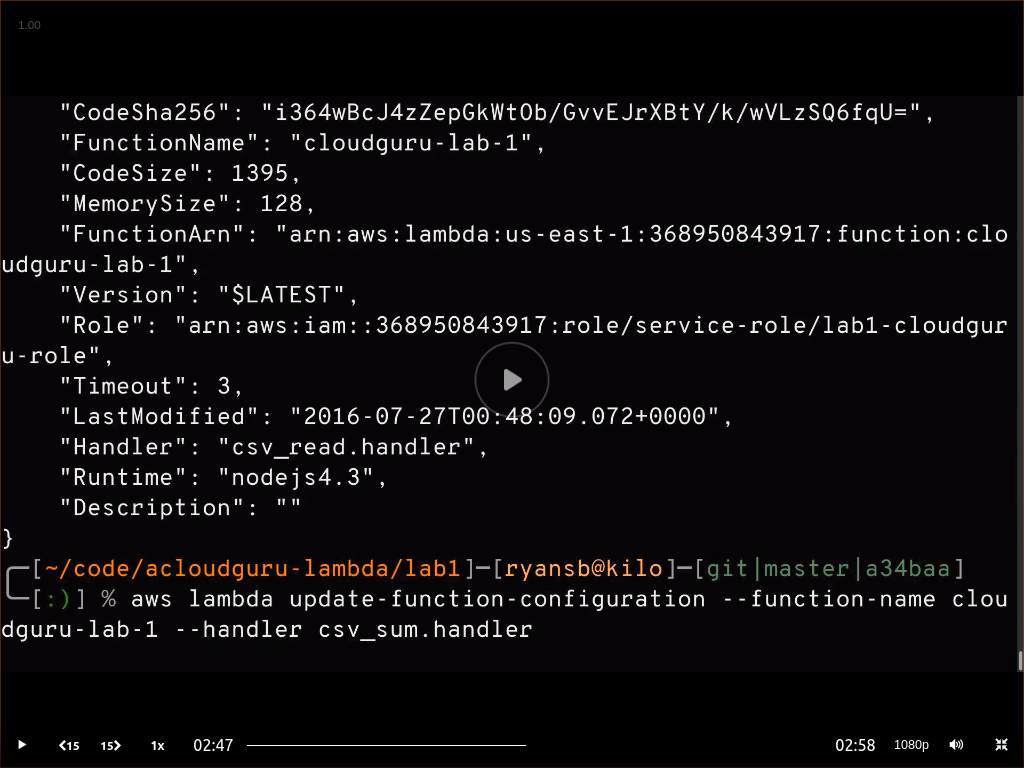 1.00
"CodeSha256": "i364wBcJ4zZepGkWtOb/GvvEJrXBtY/k/wVLzSQ6fqU=",
"FunctionName": "cloudguru-lab-1",
"CodeSize": 1395,
"MemorySize": 128,
"FunctionArn": "arn:aws:lambda:us-east-1:368950843917:function:clo
udguru-lab-1",
"Version": "$LATEST",
"Role": "arn:aws:iam::368950843917:role/service-role/lab1-cloudgur
u-role",
"Timeout": 3,
"LastModified": "2016-07-27T00:48:09.072+0000",
"Handler": "csv_read.handler",
"Runtime": "nodejs4.3",
"Description": ""
}
┌─[~/code/acloudguru-lambda/lab1]─[ryansb@kilo]─[git|master|a34baa]
└─[:)] % aws lambda update-function-configuration --function-name clou
dguru-lab-1 --handler csv_sum.handler
15 15 1x 02:47 02:58 1080p